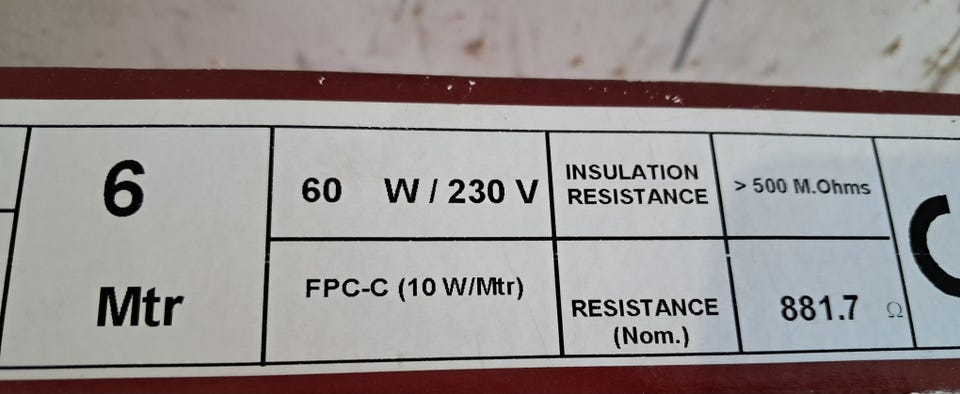 6
Mtr
60 W / 230 V
FPC-C (10 W/Mtr)
INSULATION
RESISTANCE
> 500 M.Ohms
RESISTANCE
(Nom.)
881.7 Ω